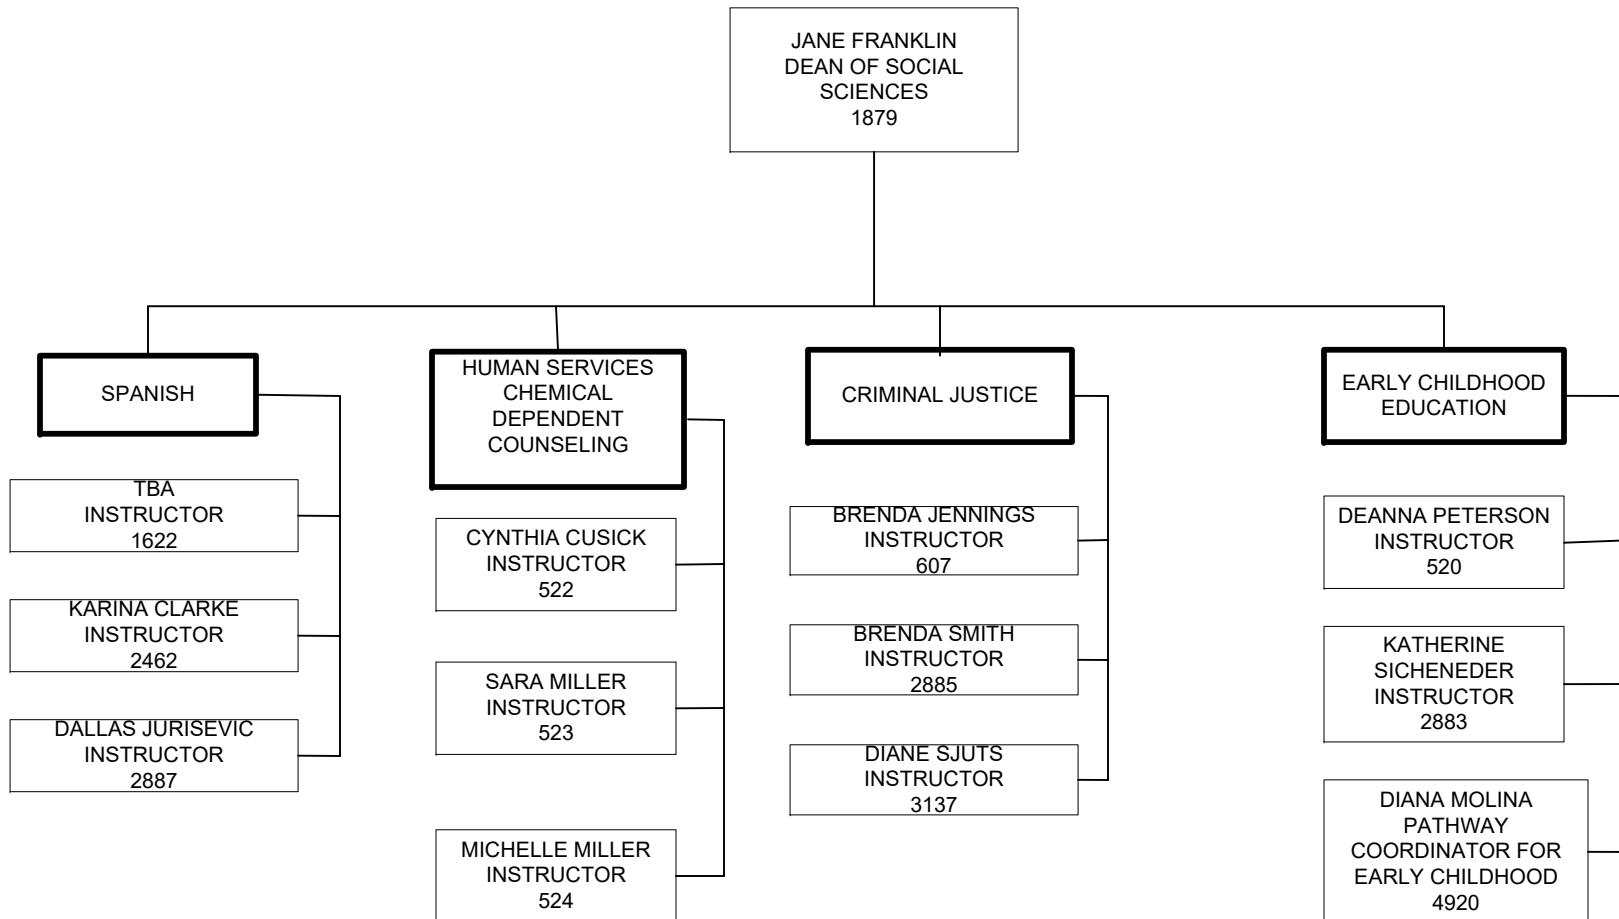 JANE FRANKLIN
DEAN OF SOCIAL
SCIENCES
1879
SPANISH
TBA
INSTRUCTOR
1622
KARINA CLARKE
INSTRUCTOR
2462
DALLAS JURISEVIC
INSTRUCTOR
2887
HUMAN SERVICES
CHEMICAL
DEPENDENT
COUNSELING
CYNTHIA CUSICK
INSTRUCTOR
522
SARA MILLER
INSTRUCTOR
523
MICHELLE MILLER
INSTRUCTOR
524
CRIMINAL JUSTICE
BRENDA JENNINGS
INSTRUCTOR
607
BRENDA SMITH
INSTRUCTOR
2885
DIANE SJUTS
INSTRUCTOR
3137
EARLY CHILDHOOD
EDUCATION
DEANNA PETERSON
INSTRUCTOR
520
KATHERINE
SICHENEDER
INSTRUCTOR
2883
DIANA MOLINA
PATHWAY
COORDINATOR FOR
EARLY CHILDHOOD
4920